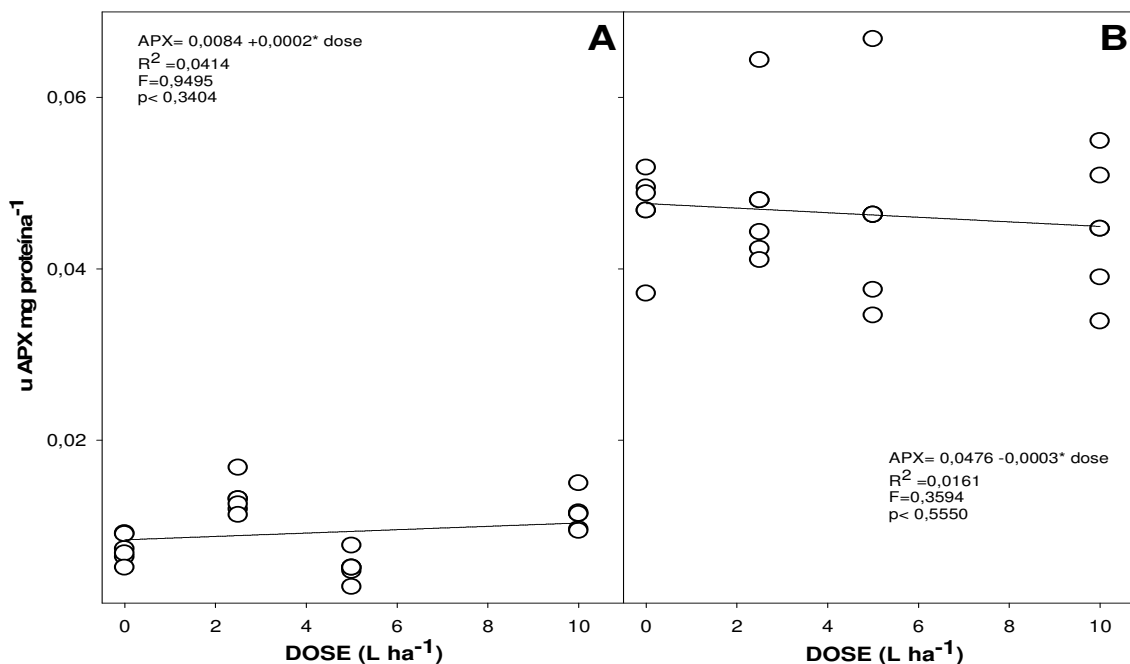 APX= 0,0084 +0,0002* dose
R² =0,0414
F=0,9495
p< 0,3404
A
B
u APX mg proteína⁻¹
0,06
0,04
0,02
APX= 0,0476 -0,0003* dose
R² =0,0161
F=0,3594
p< 0,5550
0 2 4 6 8 10
0 2 4 6 8 10
DOSE (L ha⁻¹)
DOSE (L ha⁻¹)